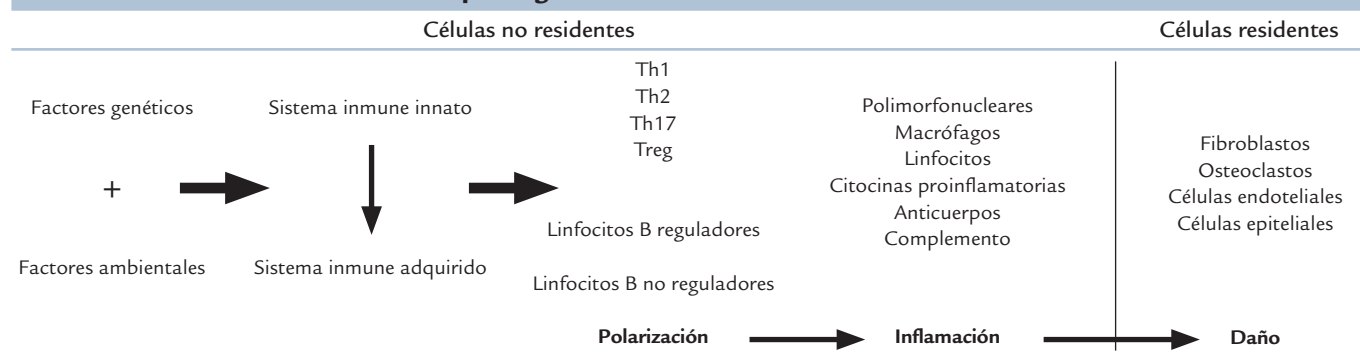 Células no residentes
Células residentes
Factores genéticos
+
Factores ambientales
Sistema inmune innato
Sistema inmune adquirido
Th1
Th2
Th17
Treg
Linfocitos B reguladores
Linfocitos B no reguladores
Polimorfonucleares
Macrófagos
Linfocitos
Citocinas proinflamatorias
Anticuerpos
Complemento
Fibroblastos
Osteoclastos
Células endoteliales
Células epiteliales
Polarización
Inflamación
Daño